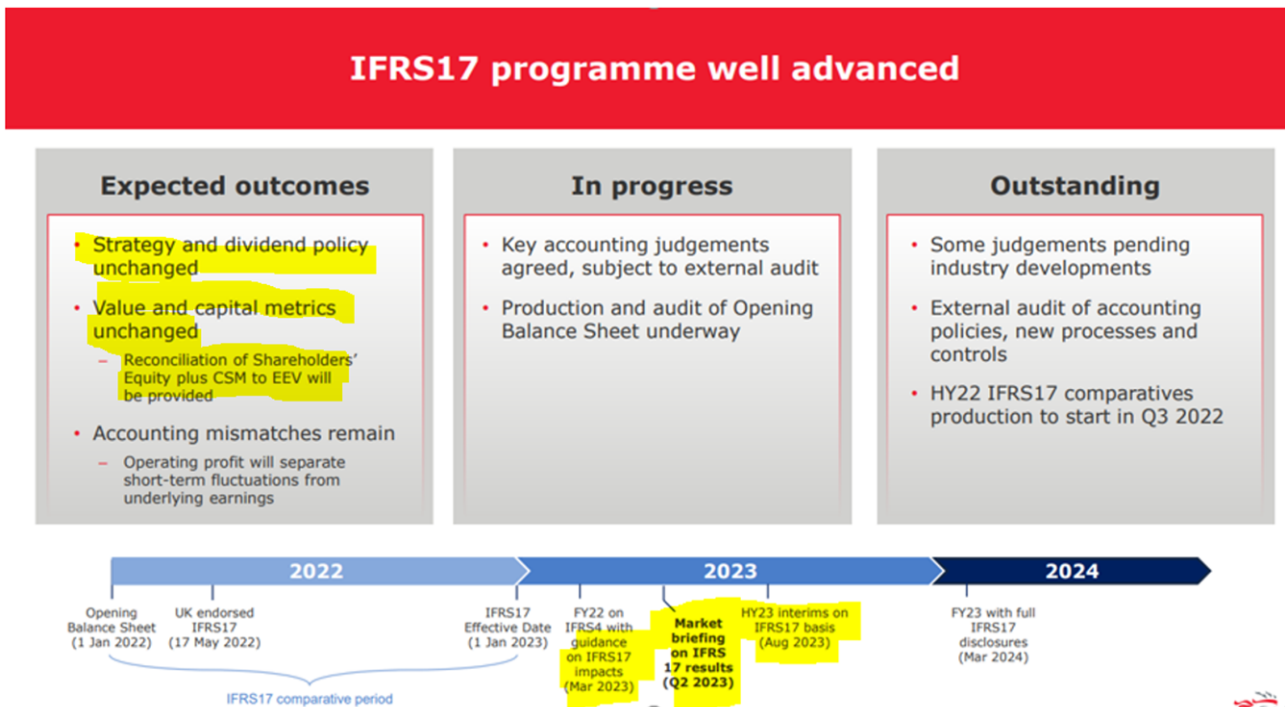 IFRS17 programme well advanced
Expected outcomes
• Strategy and dividend policy
unchanged
• Value and capital metrics
unchanged
– Reconciliation of Shareholders'
Equity plus CSM to EEV will
be provided
• Accounting mismatches remain
– Operating profit will separate
short-term fluctuations from
underlying earnings
In progress
• Key accounting judgements
agreed, subject to external audit
• Production and audit of Opening
Balance Sheet underway
Outstanding
• Some judgements pending
industry developments
• External audit of accounting
policies, new processes and
controls
• HY22 IFRS17 comparatives
production to start in Q3 2022
2022
2023
2024
Opening
Balance Sheet
(1 Jan 2022)
UK endorsed
IFRS17
(17 May 2022)
IFRS17
Effective Date
(1 Jan 2023)
FY22 on
IFRS4 with
guidance
on IFRS17
impacts
(Mar 2023)
Market
briefing
on IFRS
17 results
(Q2 2023)
HY23 interims on
IFRS17 basis
(Aug 2023)
FY23 with full
IFRS17
disclosures
(Mar 2024)
IFRS17 comparative period